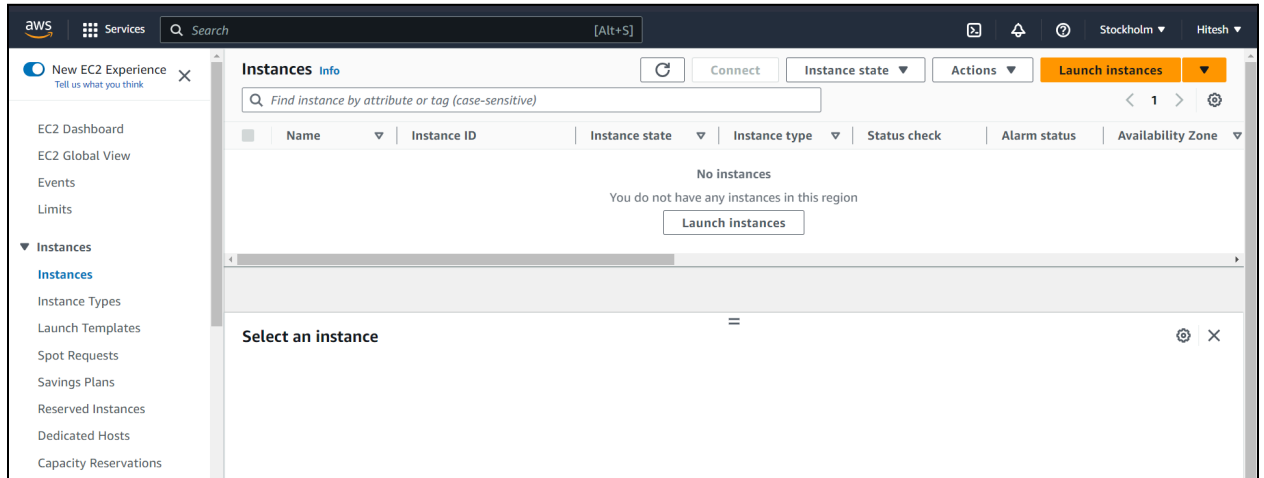 aws Services Search [Alt+S] Stockholm Hitesh
New EC2 Experience
Tell us what you think
EC2 Dashboard
EC2 Global View
Events
Limits
Instances
Instances
Instance Types
Launch Templates
Spot Requests
Savings Plans
Reserved Instances
Dedicated Hosts
Capacity Reservations
Instances Info Connect Instance state Actions Launch instances
Find instance by attribute or tag (case-sensitive) 1
Name Instance ID Instance state Instance type Status check Alarm status Availability Zone
No instances
You do not have any instances in this region
Launch instances
Select an instance